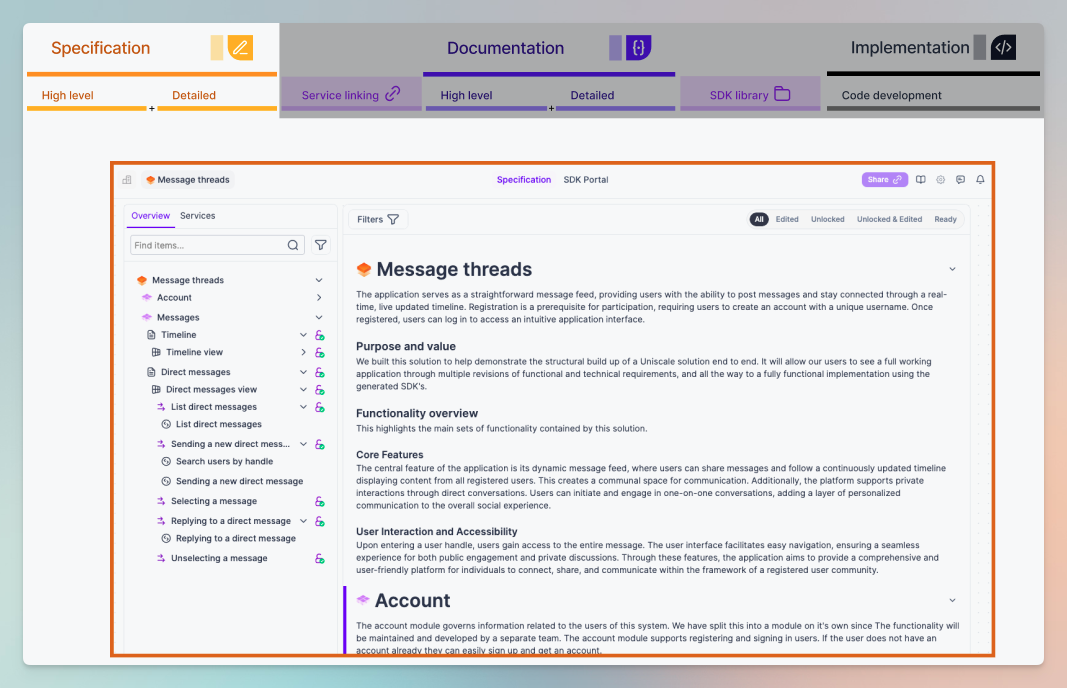 Specification
Documentation
Implementation
High level
+
Detailed
Service linking
High level
+
Detailed
SDK library
Code development
Message threads
Specification
SDK Portal
Share
Overview
Services
Filters
All
Edited
Unlocked
Unlocked & Edited
Ready
Find items...
Message threads
Account
Messages
Timeline
Timeline view
Direct messages
Direct messages view
List direct messages
List direct messages
Sending a new direct mess...
Search users by handle
Sending a new direct message
Selecting a message
Replying to a direct message
Replying to a direct message
Unselecting a message
Message threads
The application serves as a straightforward message feed, providing users with the ability to post messages and stay connected through a real-
time, live updated timeline. Registration is a prerequisite for participation, requiring users to create an account with a unique username. Once
registered, users can log in to access an intuitive application interface.
Purpose and value
We built this solution to help demonstrate the structural build up of a Uniscale solution end to end. It will allow our users to see a full working
application through multiple revisions of functional and technical requirements, and all the way to a fully functional implementation using the
generated SDK's.
Functionality overview
This highlights the main sets of functionality contained by this solution.
Core Features
The central feature of the application is its dynamic message feed, where users can share messages and follow a continuously updated timeline
displaying content from all registered users. This creates a communal space for communication. Additionally, the platform supports private
interactions through direct conversations. Users can initiate and engage in one-on-one conversations, adding a layer of personalized
communication to the overall social experience.
User Interaction and Accessibility
Upon entering a user handle, users gain access to the entire message. The user interface facilitates easy navigation, ensuring a seamless
experience for both public engagement and private discussions. Through these features, the application aims to provide a comprehensive and
user-friendly platform for individuals to connect, share, and communicate within the framework of a registered user community.
Account
The account module governs information related to the users of this system. We have split this into a module on it's own since The functionality will
be maintained and developed by a separate team. The account module supports registering and signing in users. If the user does not have an
account already they can easily sign up and get an account.